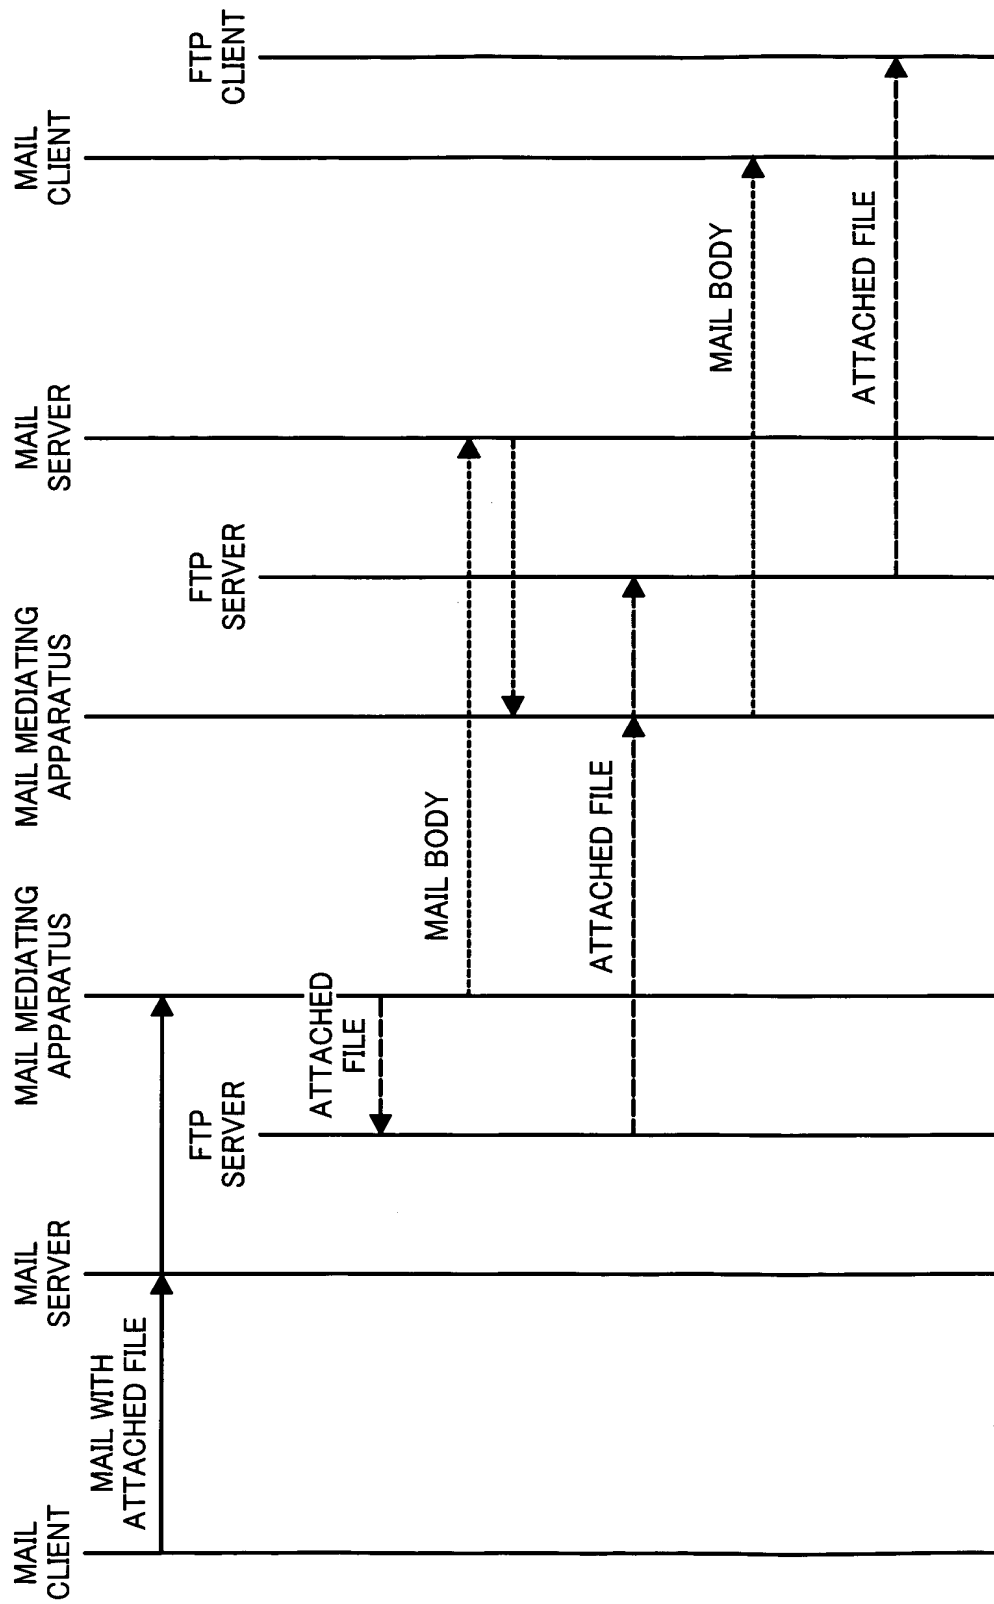 MAIL
CLIENT
MAIL
SERVER
FTP
SERVER
MAIL MEDIATING
APPARATUS
MAIL MEDIATING
APPARATUS
FTP
SERVER
MAIL
SERVER
MAIL
CLIENT
FTP
CLIENT
MAIL WITH
ATTACHED FILE
ATTACHED
FILE
MAIL BODY
ATTACHED FILE
MAIL BODY
ATTACHED FILE